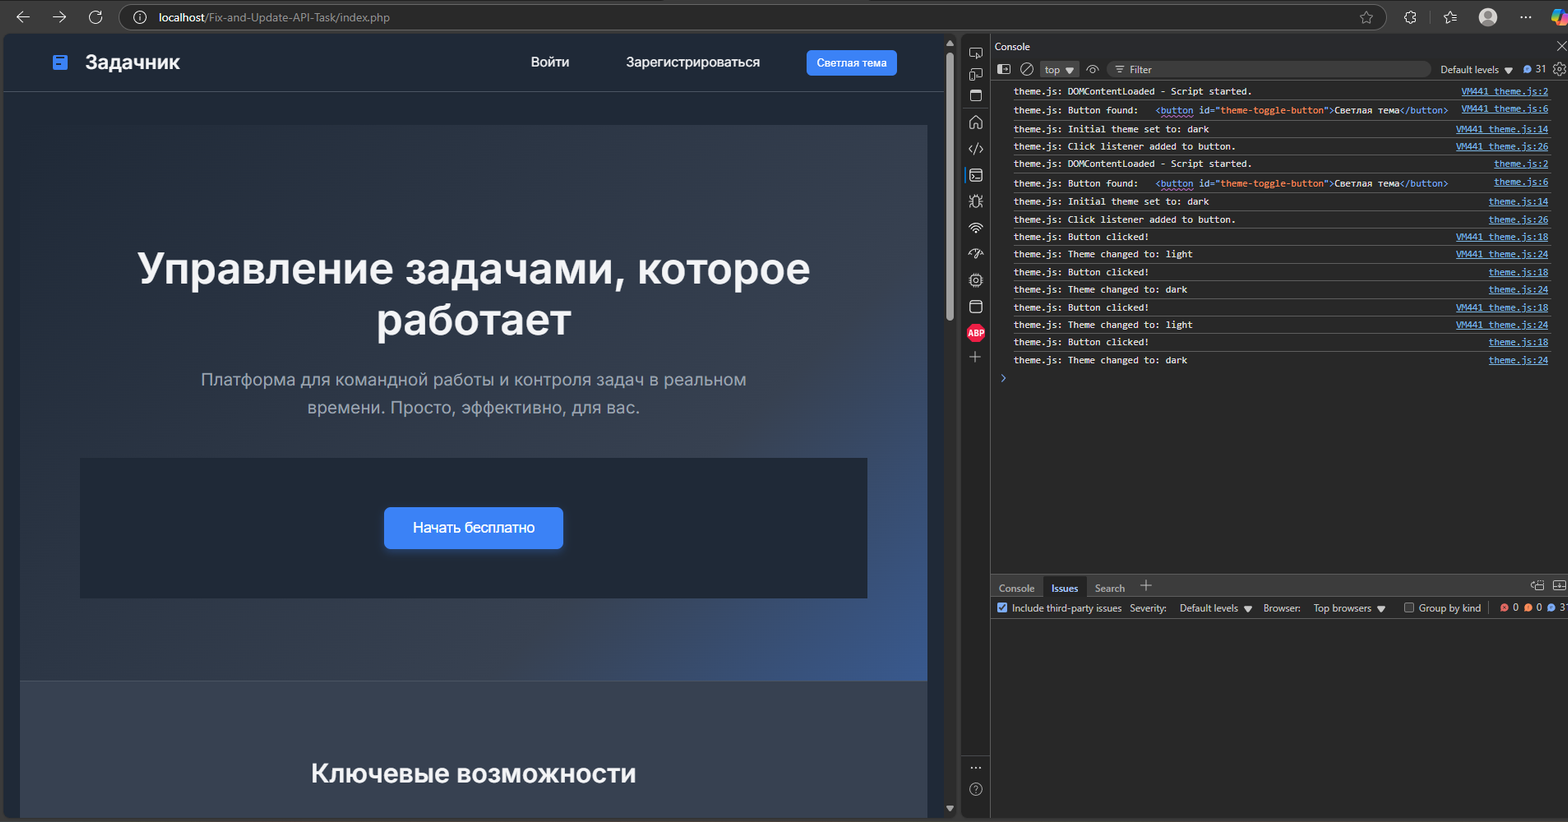 localhost/Fix-and-Update-API-Task/index.php
Задачник
Войти
Зарегистрироваться
Светлая тема
Управление задачами, которое
работает
Платформа для командной работы и контроля задач в реальном
времени. Просто, эффективно, для вас.
Начать бесплатно
Ключевые возможности
ABP
Console
top
Filter
Default levels
31
theme.js: DOMContentLoaded - Script started. VM441 theme.js:2
theme.js: Button found: <button id="theme-toggle-button">Светлая тема</button> VM441 theme.js:6
theme.js: Initial theme set to: dark VM441 theme.js:14
theme.js: Click listener added to button. VM441 theme.js:26
theme.js: DOMContentLoaded - Script started. theme.js:2
theme.js: Button found: <button id="theme-toggle-button">Светлая тема</button> theme.js:6
theme.js: Initial theme set to: dark theme.js:14
theme.js: Click listener added to button. theme.js:26
theme.js: Button clicked! VM441 theme.js:18
theme.js: Theme changed to: light VM441 theme.js:24
theme.js: Button clicked! theme.js:18
theme.js: Theme changed to: dark theme.js:24
theme.js: Button clicked! VM441 theme.js:18
theme.js: Theme changed to: light VM441 theme.js:24
theme.js: Button clicked! theme.js:18
theme.js: Theme changed to: dark theme.js:24
Console Issues Search
Include third-party issues Severity: Default levels Browser: Top browsers Group by kind 0 0 31